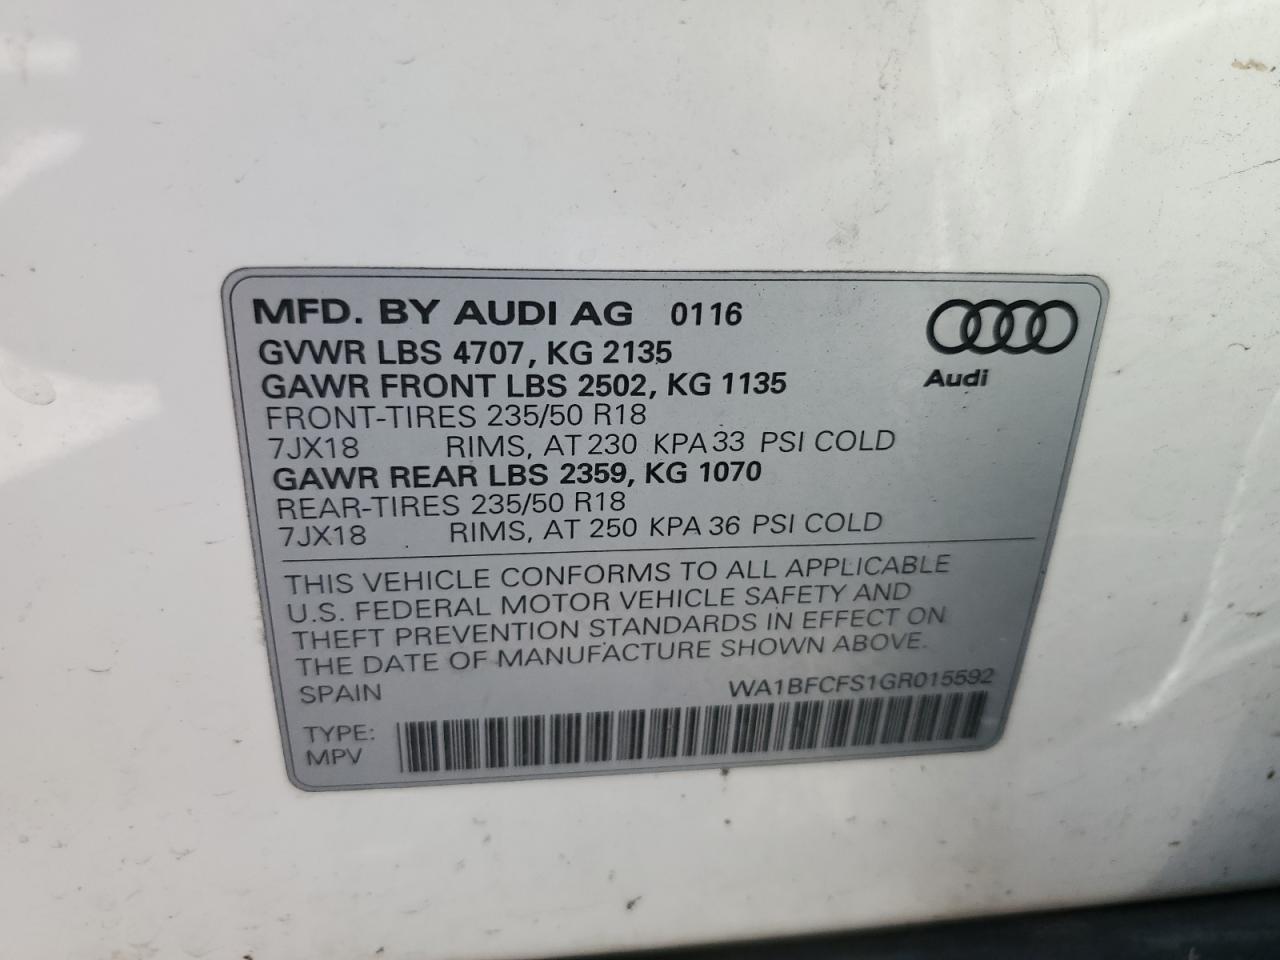 MFD. BY AUDI AG 0116
GVWR LBS 4707, KG 2135
GAWR FRONT LBS 2502, KG 1135
FRONT-TIRES 235/50 R18
7JX18 RIMS, AT 230 KPA 33 PSI COLD
GAWR REAR LBS 2359, KG 1070
REAR-TIRES 235/50 R18
7JX18 RIMS, AT 250 KPA 36 PSI COLD
Audi
THIS VEHICLE CONFORMS TO ALL APPLICABLE
U.S. FEDERAL MOTOR VEHICLE SAFETY AND
THEFT PREVENTION STANDARDS IN EFFECT ON
THE DATE OF MANUFACTURE SHOWN ABOVE.
SPAIN WA1BFCFS1GR015592
TYPE:
MPV